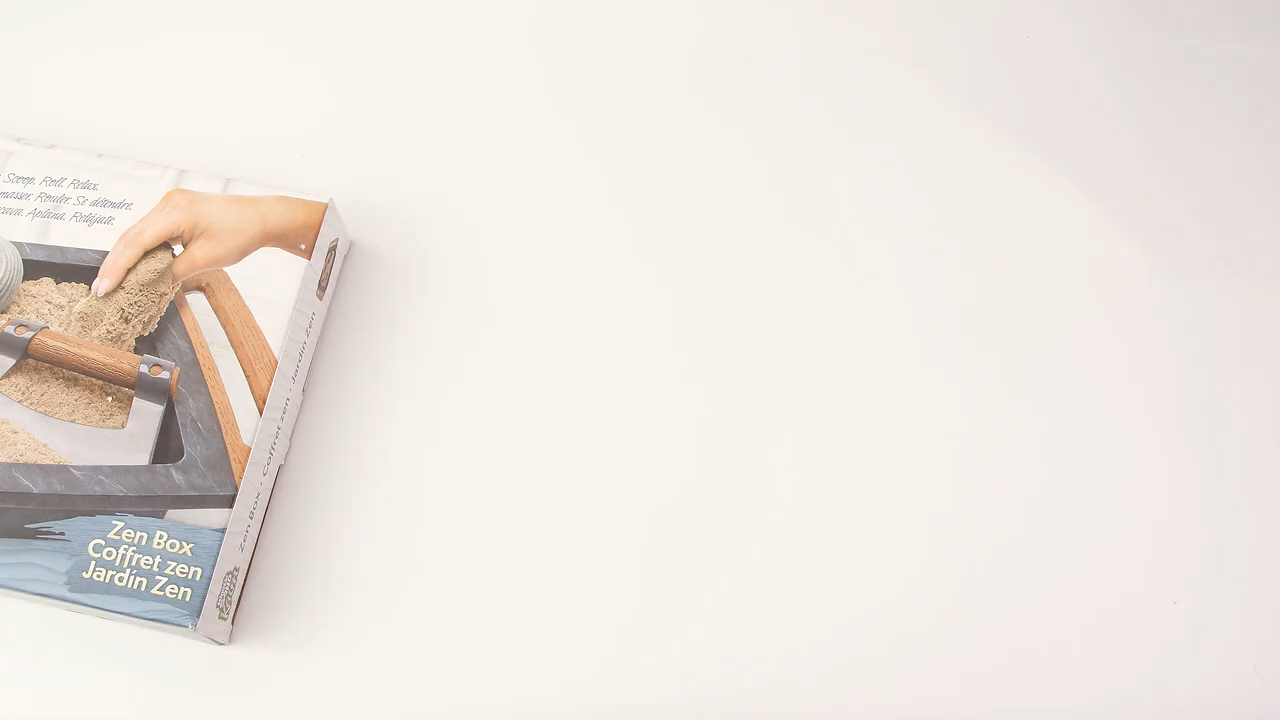 Scoop. Roll. Relax.
masser. Rouler. Se détendre.
cava. Aplana. Relájate.
Zen Box · Coffret zen · Jardín Zen
Zen Box
Coffret zen
Jardín Zen